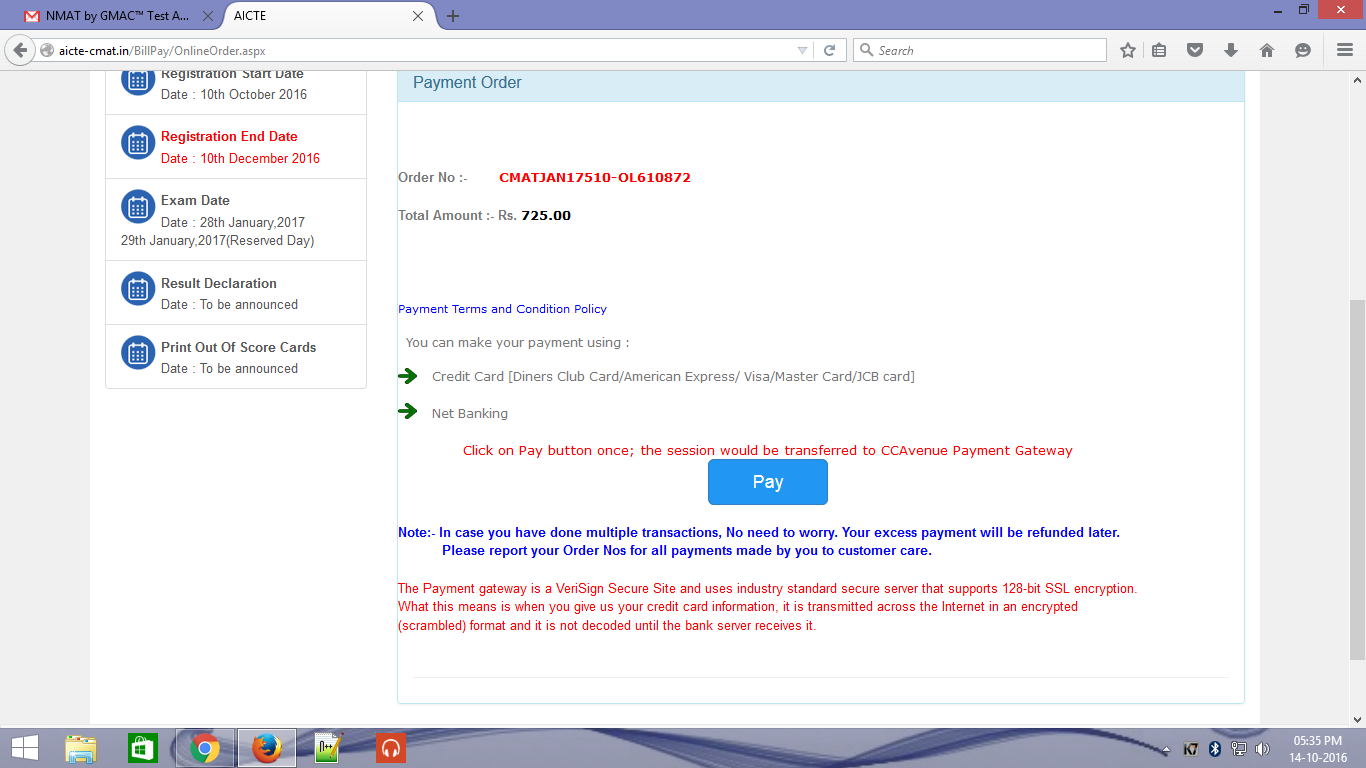 NMAT by GMAC™ Test A...
AICTE
aicte-cmat.in/BillPay/OnlineOrder.aspx
Search
Registration Start Date
Date : 10th October 2016
Registration End Date
Date : 10th December 2016
Exam Date
Date : 28th January,2017
29th January,2017(Reserved Day)
Result Declaration
Date : To be announced
Print Out Of Score Cards
Date : To be announced
Payment Order
Order No :- CMATJAN17510-OL610872
Total Amount :- Rs. 725.00
Payment Terms and Condition Policy
You can make your payment using :
Credit Card [Diners Club Card/American Express/ Visa/Master Card/JCB card]
Net Banking
Click on Pay button once; the session would be transferred to CCAvenue Payment Gateway
Pay
Note:- In case you have done multiple transactions, No need to worry. Your excess payment will be refunded later.
Please report your Order Nos for all payments made by you to customer care.
The Payment gateway is a VeriSign Secure Site and uses industry standard secure server that supports 128-bit SSL encryption.
What this means is when you give us your credit card information, it is transmitted across the Internet in an encrypted
(scrambled) format and it is not decoded until the bank server receives it.
K7
05:35 PM
14-10-2016